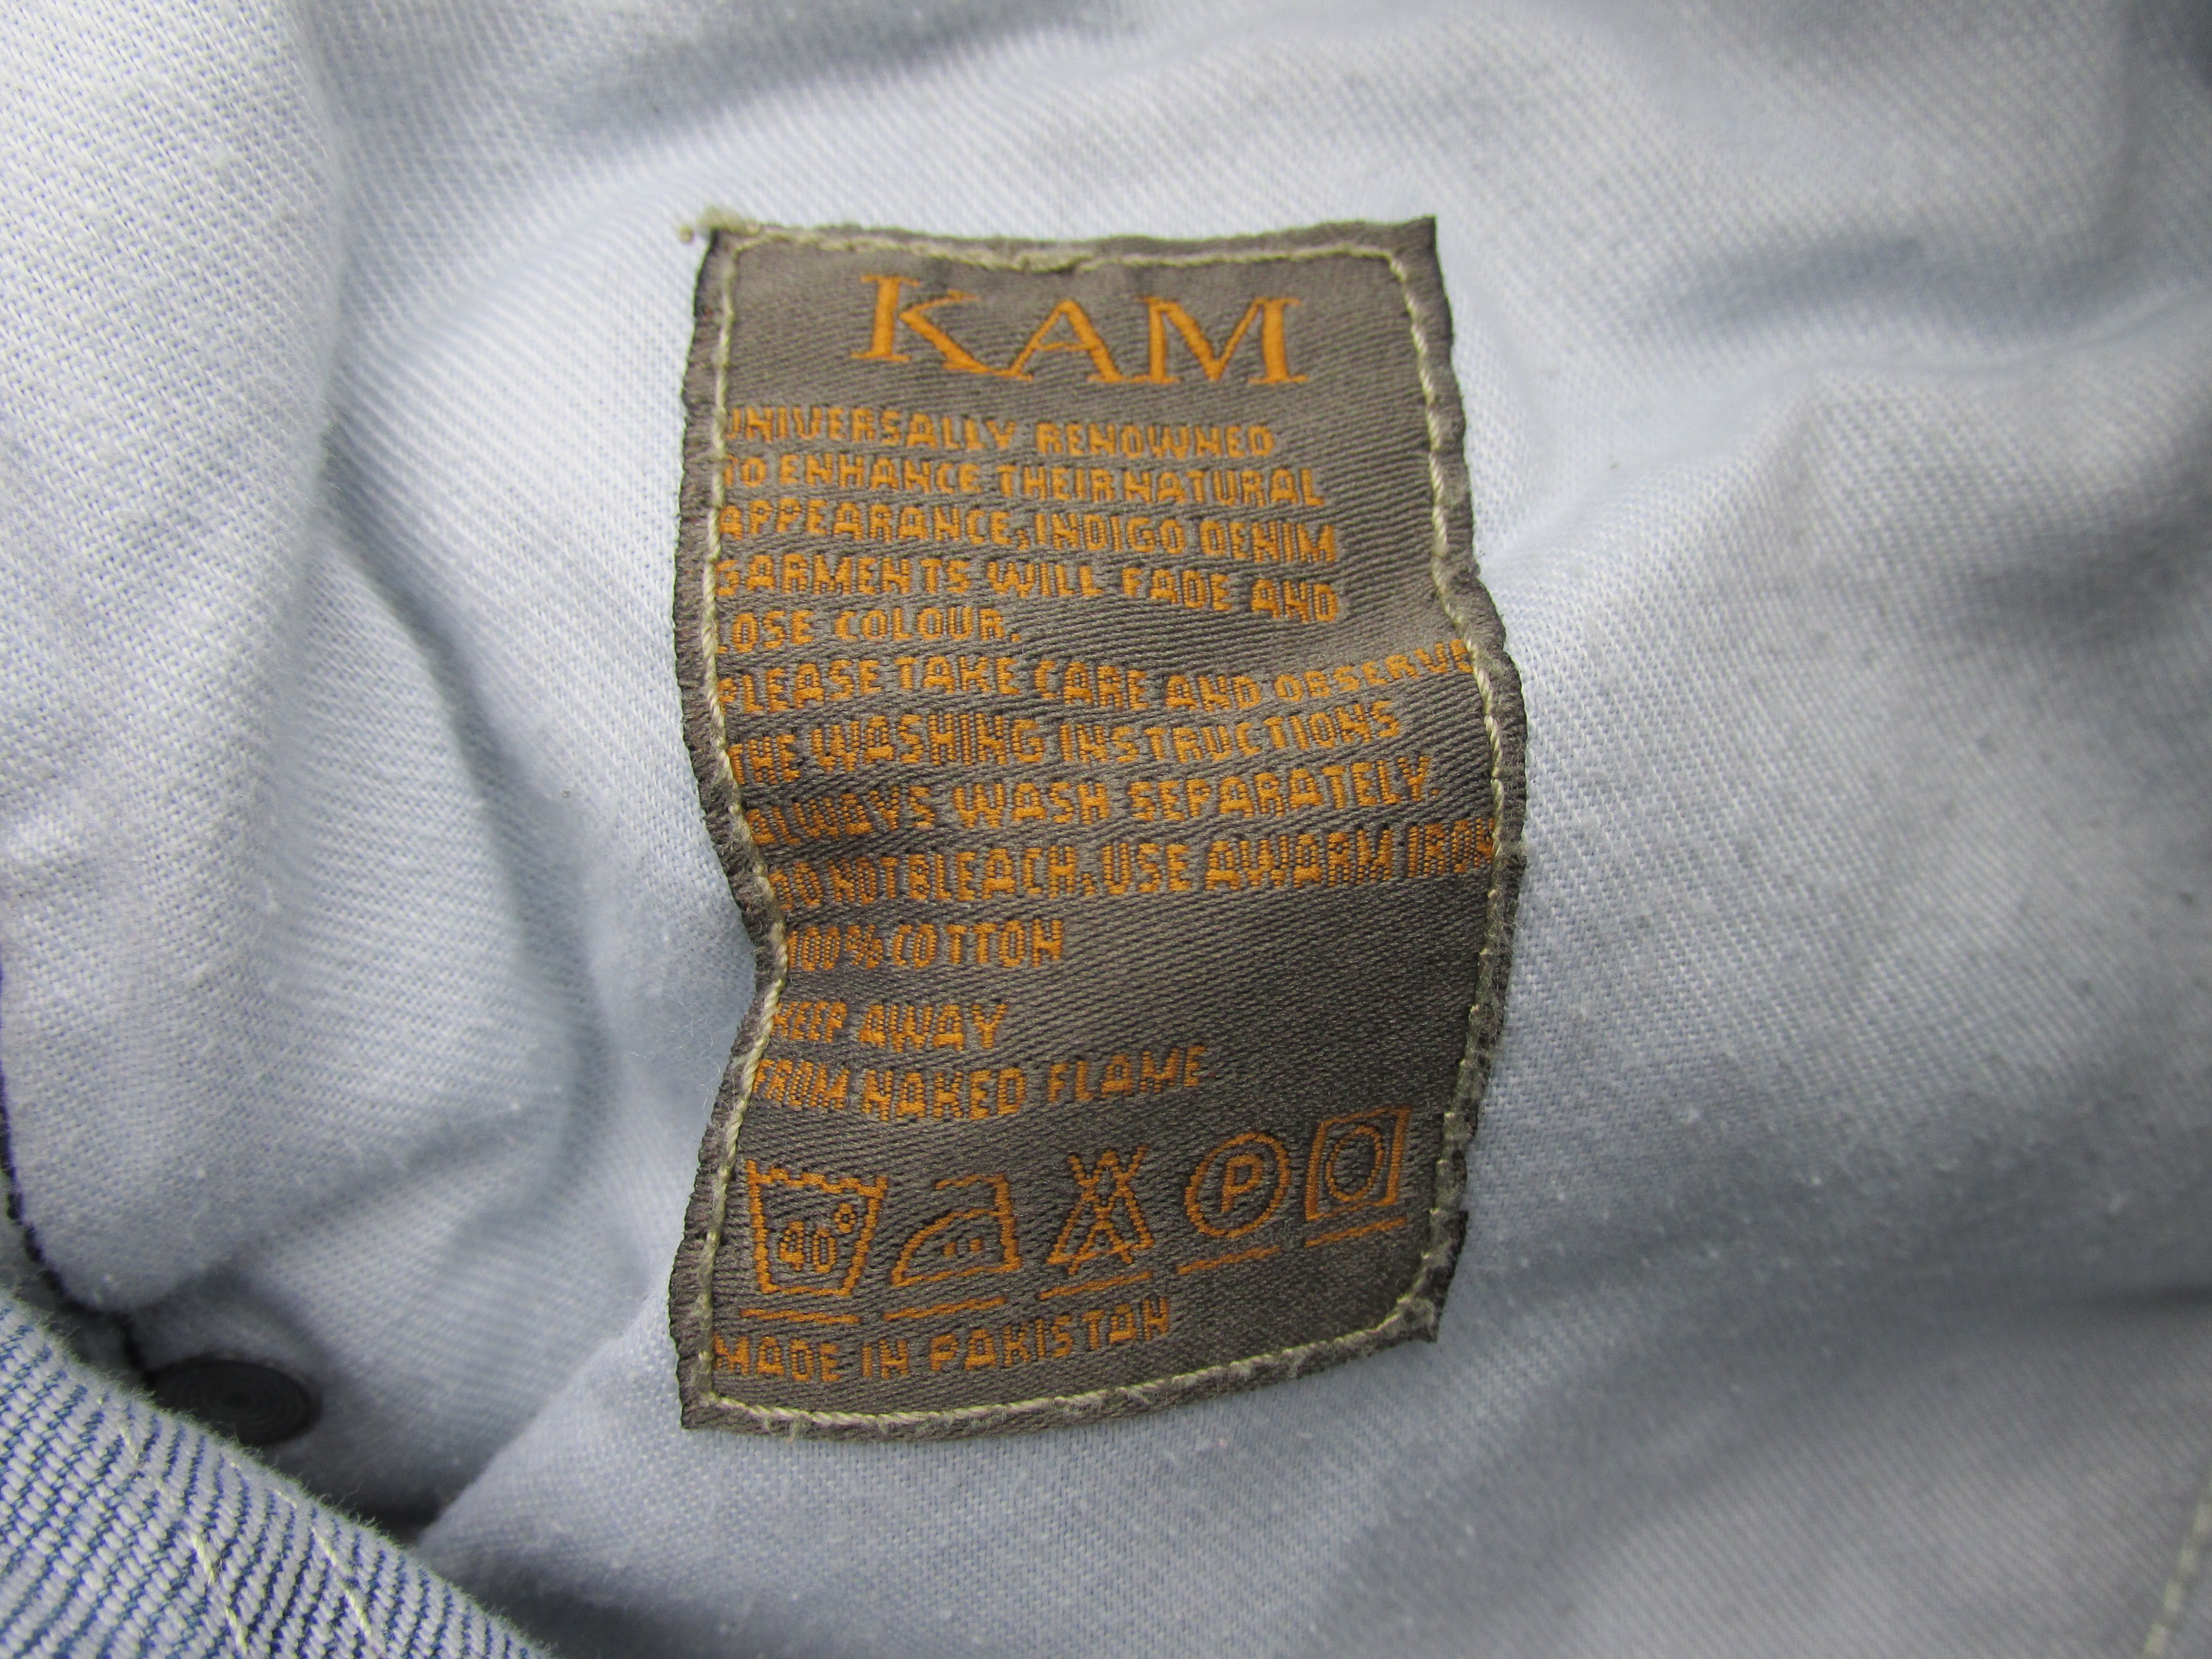 KAM
UNIVERSALLY RENOWNED
TO ENHANCE THEIR NATURAL
APPEARANCE, INDIGO DENIM
GARMENTS WILL FADE AND
LOSE COLOUR.
PLEASE TAKE CARE AND OBSERVE
THE WASHING INSTRUCTIONS
ALWAYS WASH SEPARATELY.
DO NOT BLEACH, USE A WARM IRON
100% COTTON
KEEP AWAY
FROM NAKED FLAME
40° P
MADE IN PAKISTAN